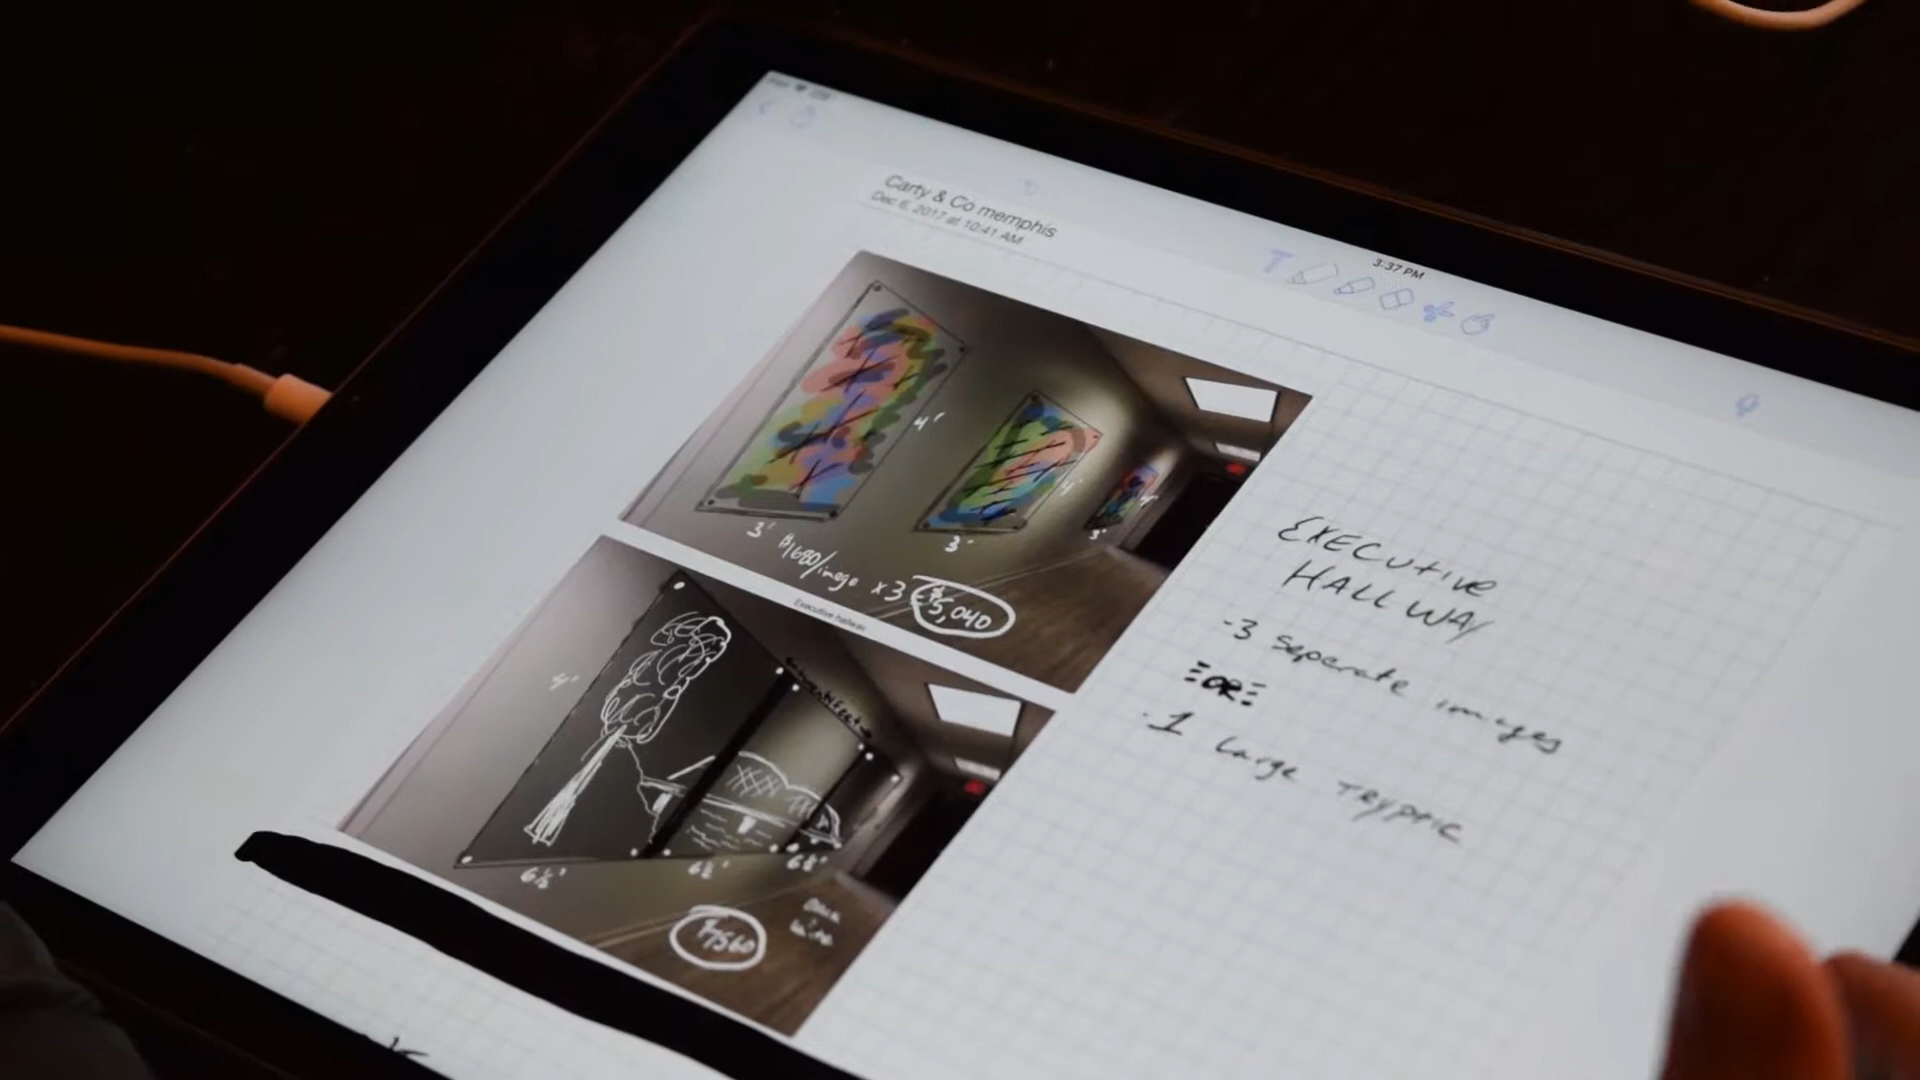 Carty & Co memphis
Dec 6, 2017 at 10:41 AM
3:37 PM
4'
4'
4'
3'
3'
3'
$1680/image x3 = $5,040
Executive hallway
EXECUTIVE
HALLWAY
- 3 seperate images
OR
· 1 Large TRYPTIC
6½'
6½'
6½'